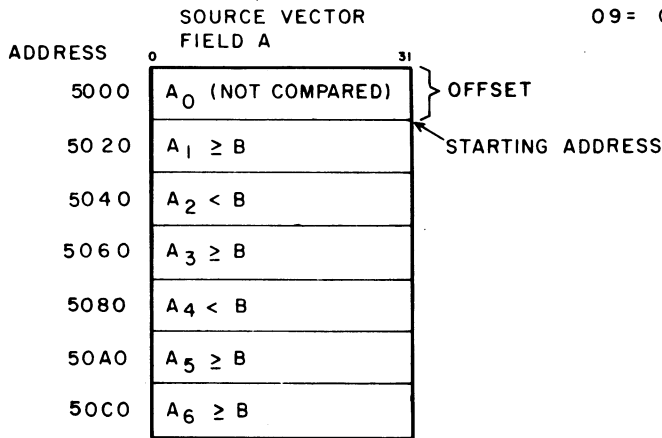 SOURCE VECTOR
FIELD A
09=
ADDRESS
0 31
5000 A0 (NOT COMPARED) OFFSET
STARTING ADDRESS
5020 A1 ≥ B
5040 A2 < B
5060 A3 ≥ B
5080 A4 < B
50A0 A5 ≥ B
50C0 A6 ≥ B